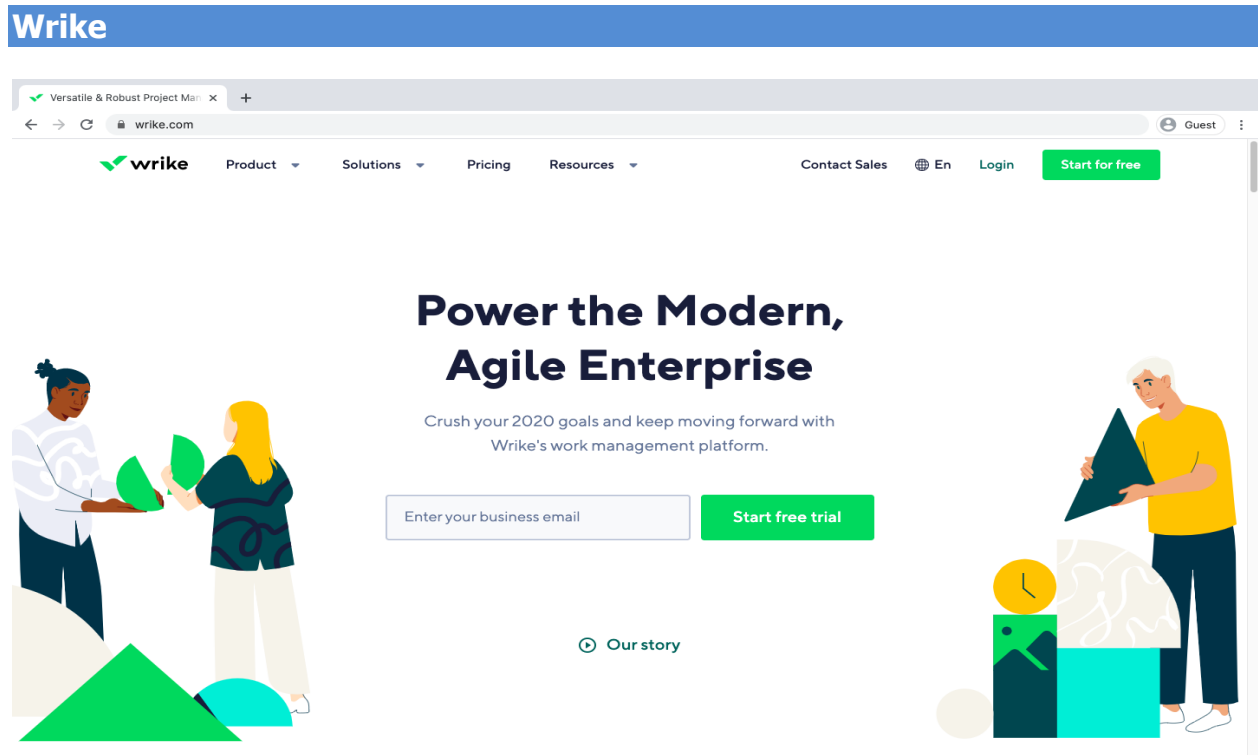 Wrike
Versatile & Robust Project Man
wrike.com
Guest
wrike Product Solutions Pricing Resources Contact Sales En Login Start for free
Power the Modern,
Agile Enterprise
Crush your 2020 goals and keep moving forward with
Wrike's work management platform.
Enter your business email Start free trial
Our story